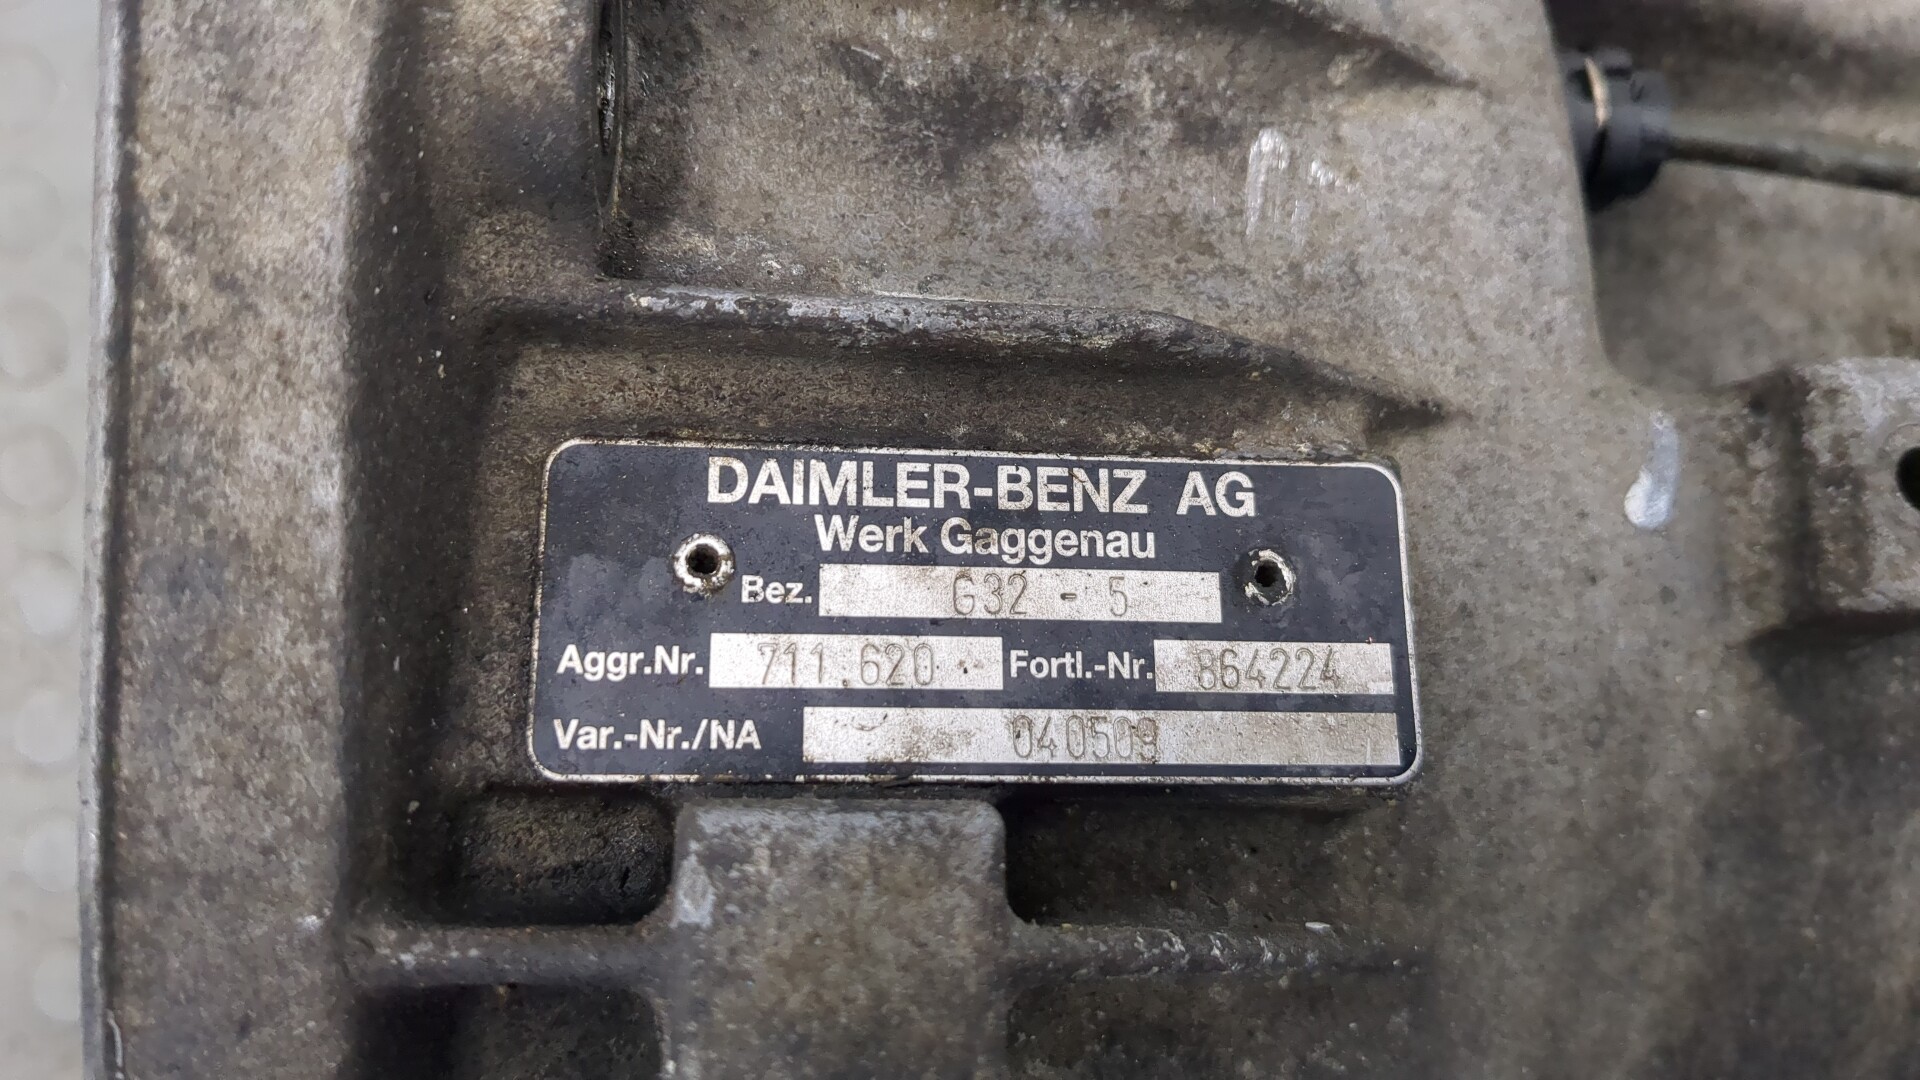 DAIMLER-BENZ AG
Werk Gaggenau
Bez. G32 - 5
Aggr.Nr. 711.620. Fortl.-Nr. 864224
Var.-Nr./NA 040509